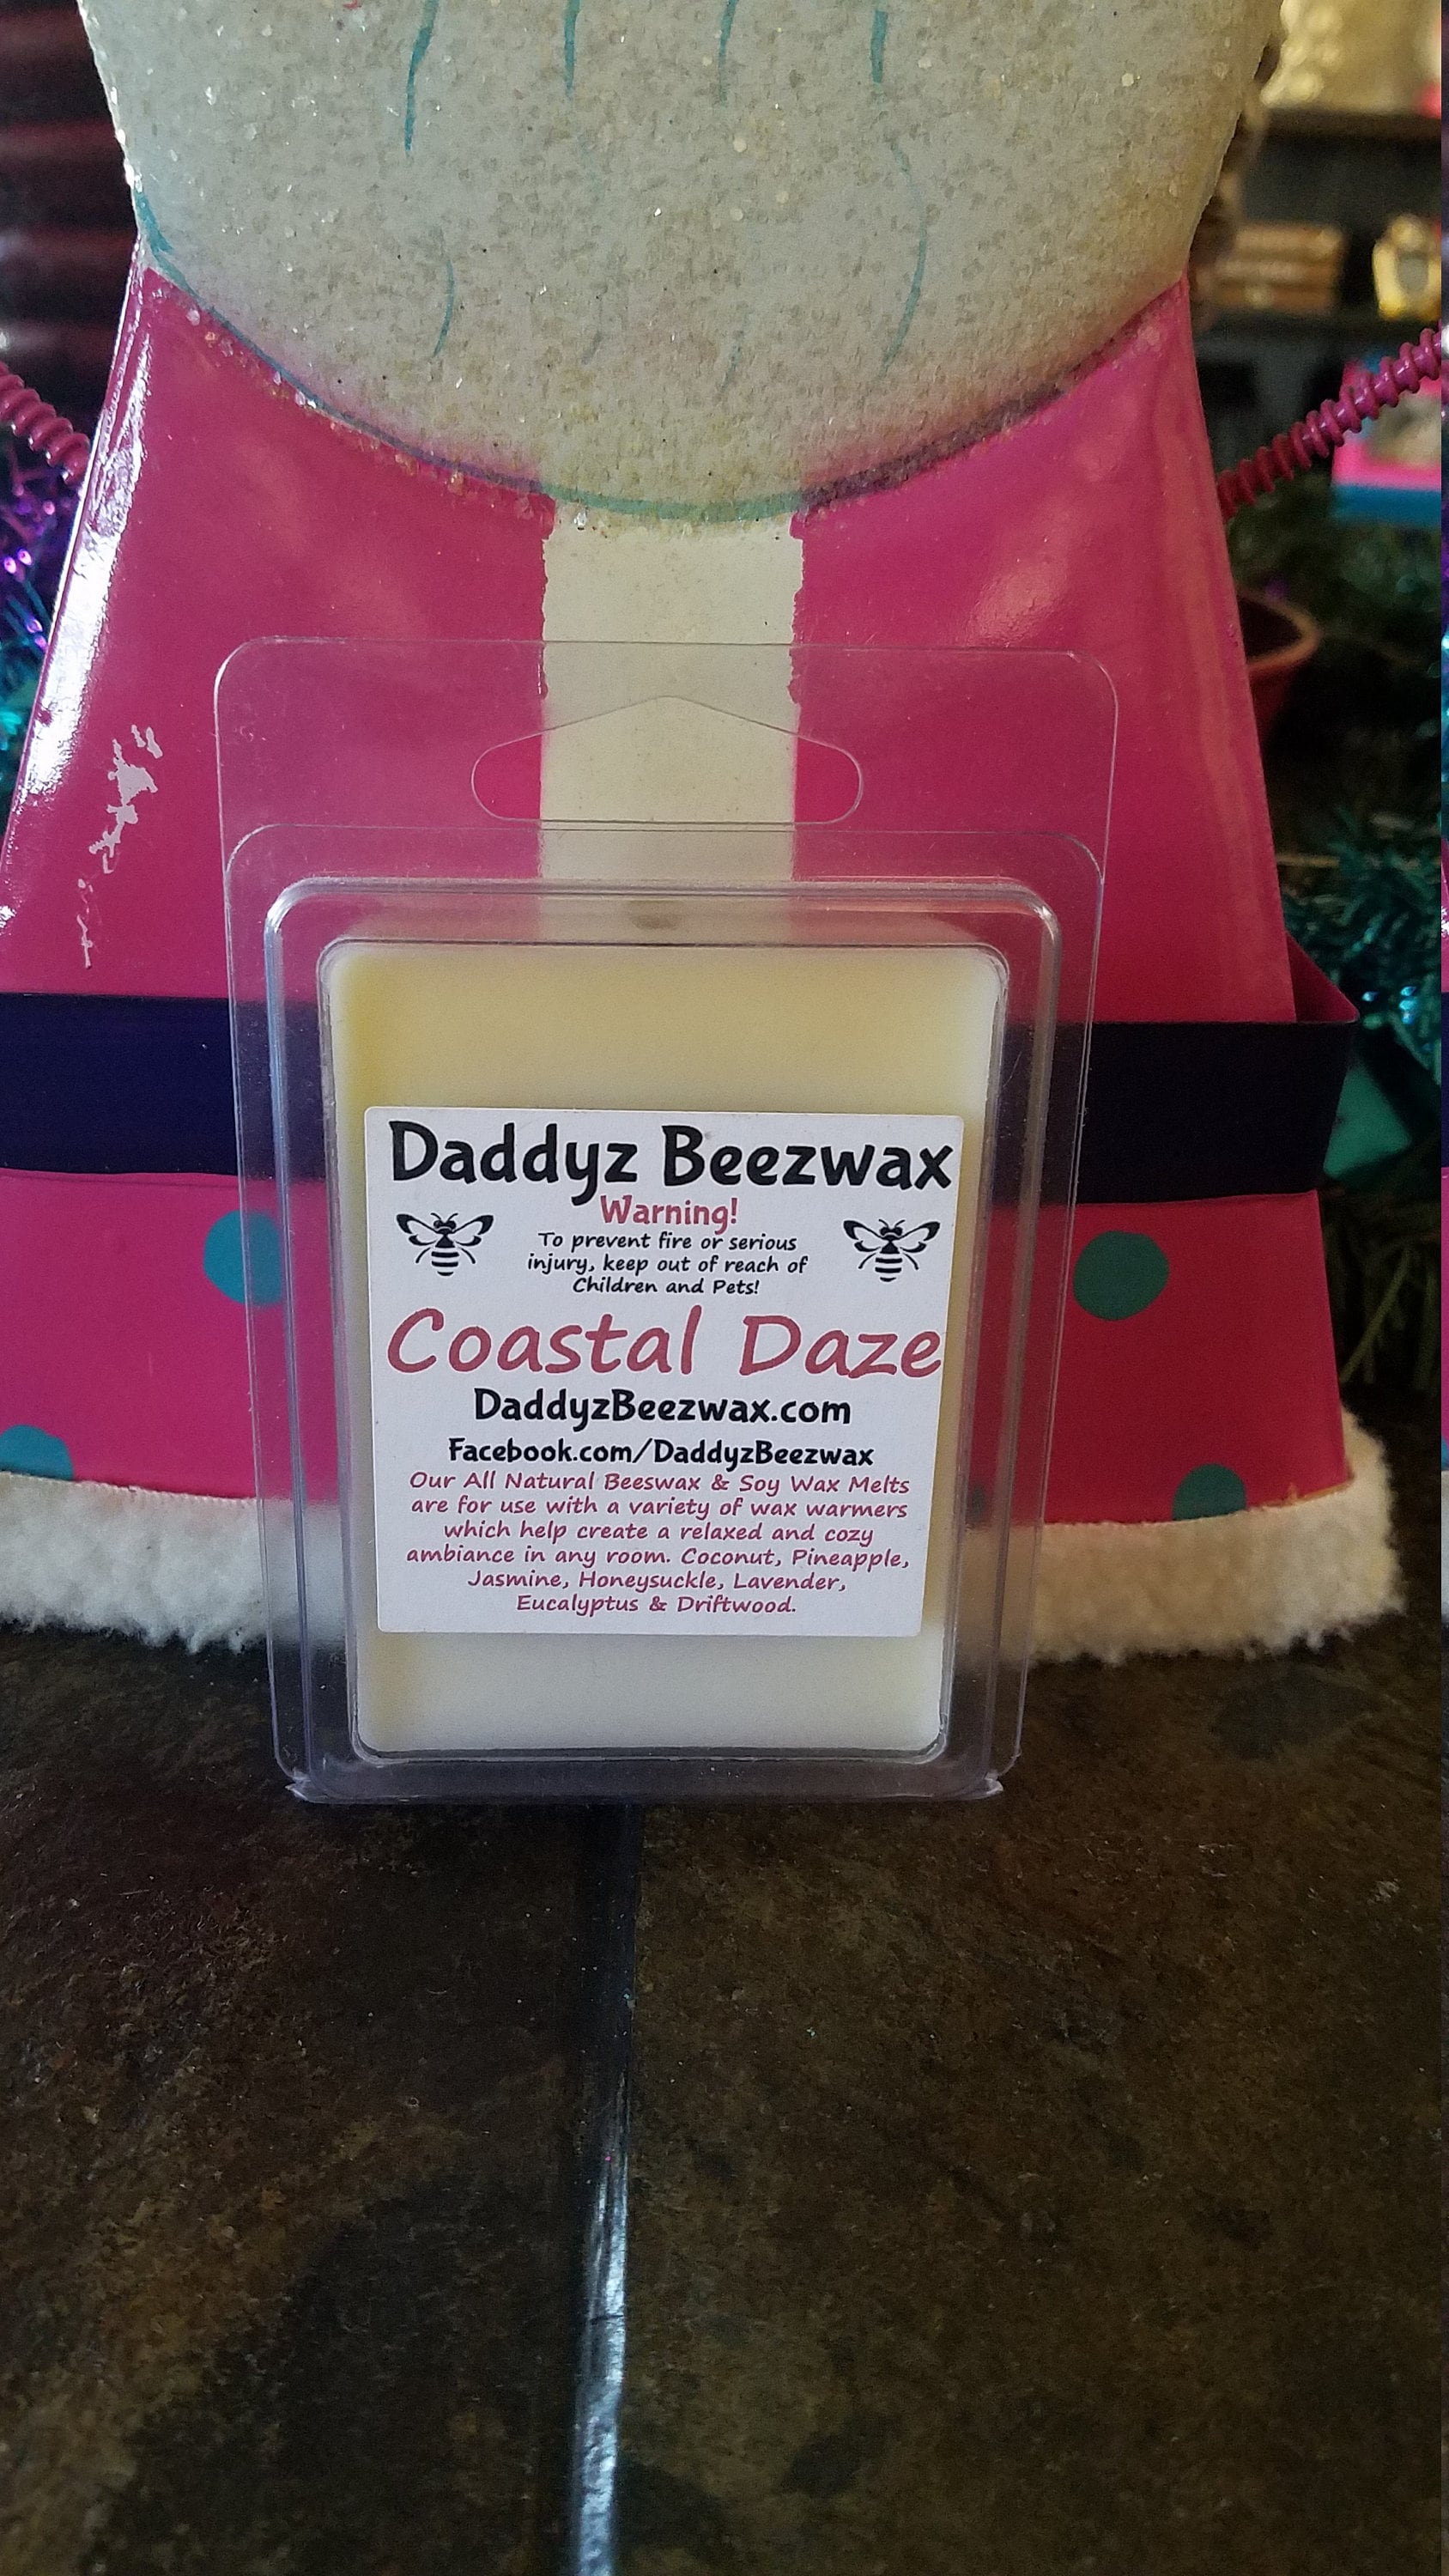 Daddyz Beezwax
Warning!
To prevent fire or serious
injury, keep out of reach of
Children and Pets!
Coastal Daze
DaddyzBeezwax.com
Facebook.com/DaddyzBeezwax
Our All Natural Beeswax & Soy Wax Melts
are for use with a variety of wax warmers
which help create a relaxed and cozy
ambiance in any room. Coconut, Pineapple,
Jasmine, Honeysuckle, Lavender,
Eucalyptus & Driftwood.